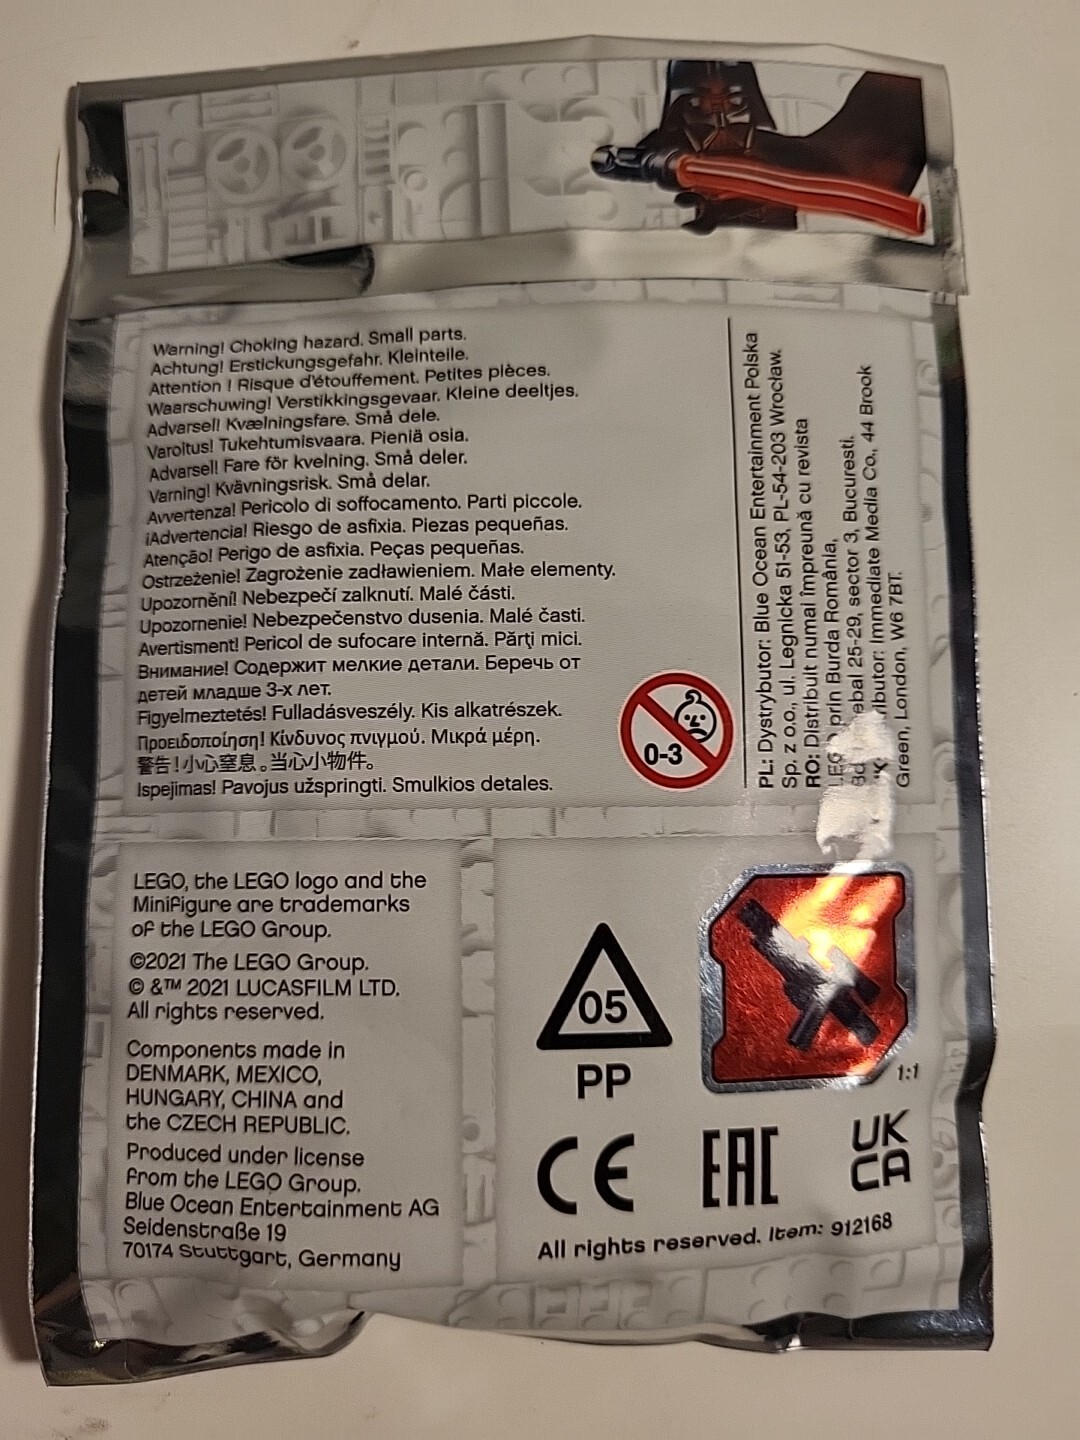 Warning! Choking hazard. Small parts.
Achtung! Erstickungsgefahr. Kleinteile.
Attention ! Risque d'étouffement. Petites pièces.
Waarschuwing! Verstikkingsgevaar. Kleine deeltjes.
Advarsel! Kvælningsfare. Små dele.
Varoitus! Tukehtumisvaara. Pieniä osia.
Advarsel! Fare för kvelning. Små deler.
Varning! Kvävningsrisk. Små delar.
Avvertenza! Pericolo di soffocamento. Parti piccole.
¡Advertencia! Riesgo de asfixia. Piezas pequeñas.
Atenção! Perigo de asfixia. Peças pequeñas.
Ostrzeżenie! Zagrożenie zadławieniem. Małe elementy.
Upozornění! Nebezpečí zalknutí. Malé části.
Upozornenie! Nebezpečenstvo dusenia. Malé časti.
Avertisment! Pericol de sufocare internă. Părţi mici.
Внимание! Содержит мелкие детали. Беречь от
детей младше 3-х лет.
Figyelmeztetés! Fulladásveszély. Kis alkatrészek.
Προειδοποίηση! Κίνδυνος πνιγμού. Μικρά μέρη.
警告!小心窒息。当心小物件。
Ispejimas! Pavojus užspringti. Smulkios detales.
0-3
PL: Dystrybutor: Blue Ocean Entertainment Polska
Sp. z o.o., ul. Legnicka 51-53, PL-54-203 Wrocław.
RO: Distribuit numai împreună cu revista
prin Burda România,
25-29, sector 3, Bucuresti.
Immediate Media Co., 44 Brook
Green, London, W6 7BT.
LEGO, the LEGO logo and the
Minifigure are trademarks
of the LEGO Group.
©2021 The LEGO Group.
© &™ 2021 LUCASFILM LTD.
All rights reserved.
Components made in
DENMARK, MEXICO,
HUNGARY, CHINA and
the CZECH REPUBLIC.
Produced under license
from the LEGO Group.
Blue Ocean Entertainment AG
Seidenstraße 19
70174 Stuttgart, Germany
05
PP
1:1
CE
EAC
UK
CA
All rights reserved. Item: 912168